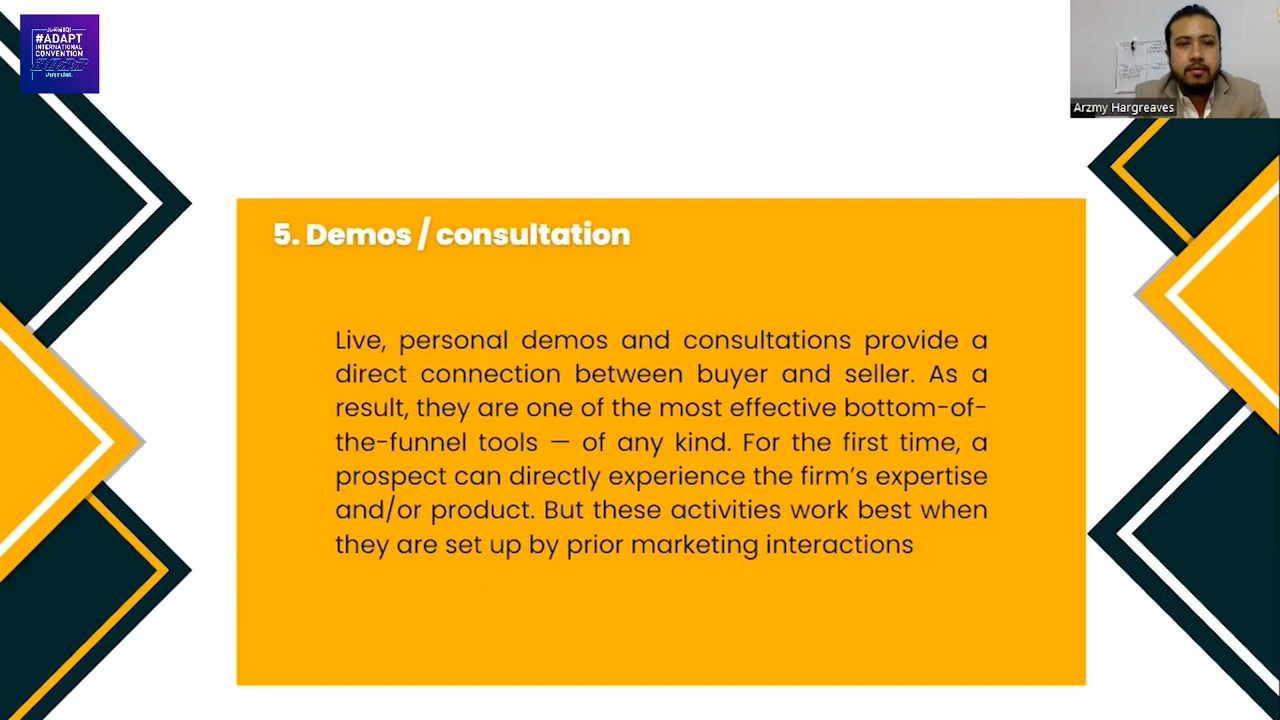 #ADAPT
INTERNATIONAL
CONVENTION
VIRTUAL
Arzmy Hargreaves
5. Demos / consultation
Live, personal demos and consultations provide a
direct connection between buyer and seller. As a
result, they are one of the most effective bottom-of-
the-funnel tools — of any kind. For the first time, a
prospect can directly experience the firm's expertise
and/or product. But these activities work best when
they are set up by prior marketing interactions